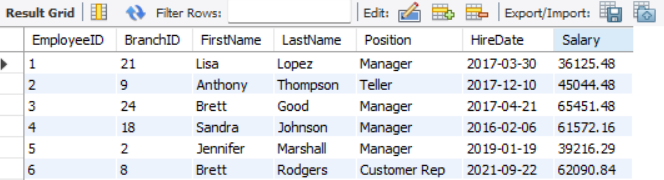 Result Grid Filter Rows: Edit: Export/Import:
EmployeeID BranchID FirstName LastName Position HireDate Salary
1 21 Lisa Lopez Manager 2017-03-30 36125.48
2 9 Anthony Thompson Teller 2017-12-10 45044.48
3 24 Brett Good Manager 2017-04-21 65451.48
4 18 Sandra Johnson Manager 2016-02-06 61572.16
5 2 Jennifer Marshall Manager 2019-01-19 39216.29
6 8 Brett Rodgers Customer Rep 2021-09-22 62090.84